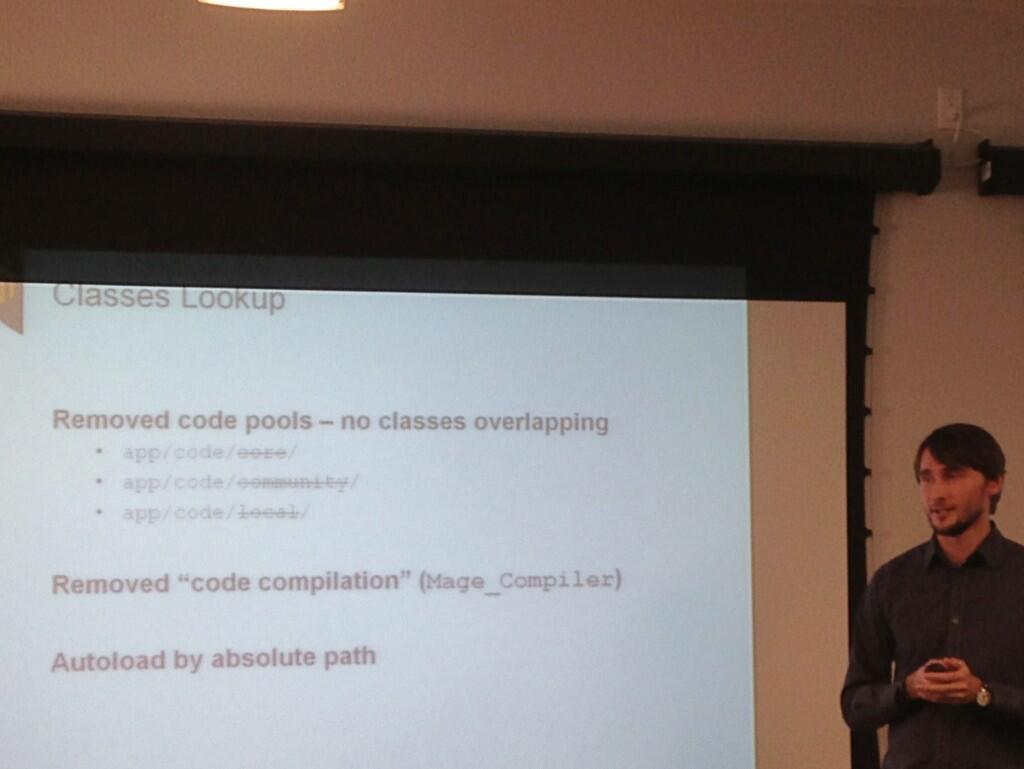 Classes Lookup
Removed code pools – no classes overlapping
• app/code/core/
• app/code/community/
• app/code/local/
Removed “code compilation” (Mage_Compiler)
Autoload by absolute path